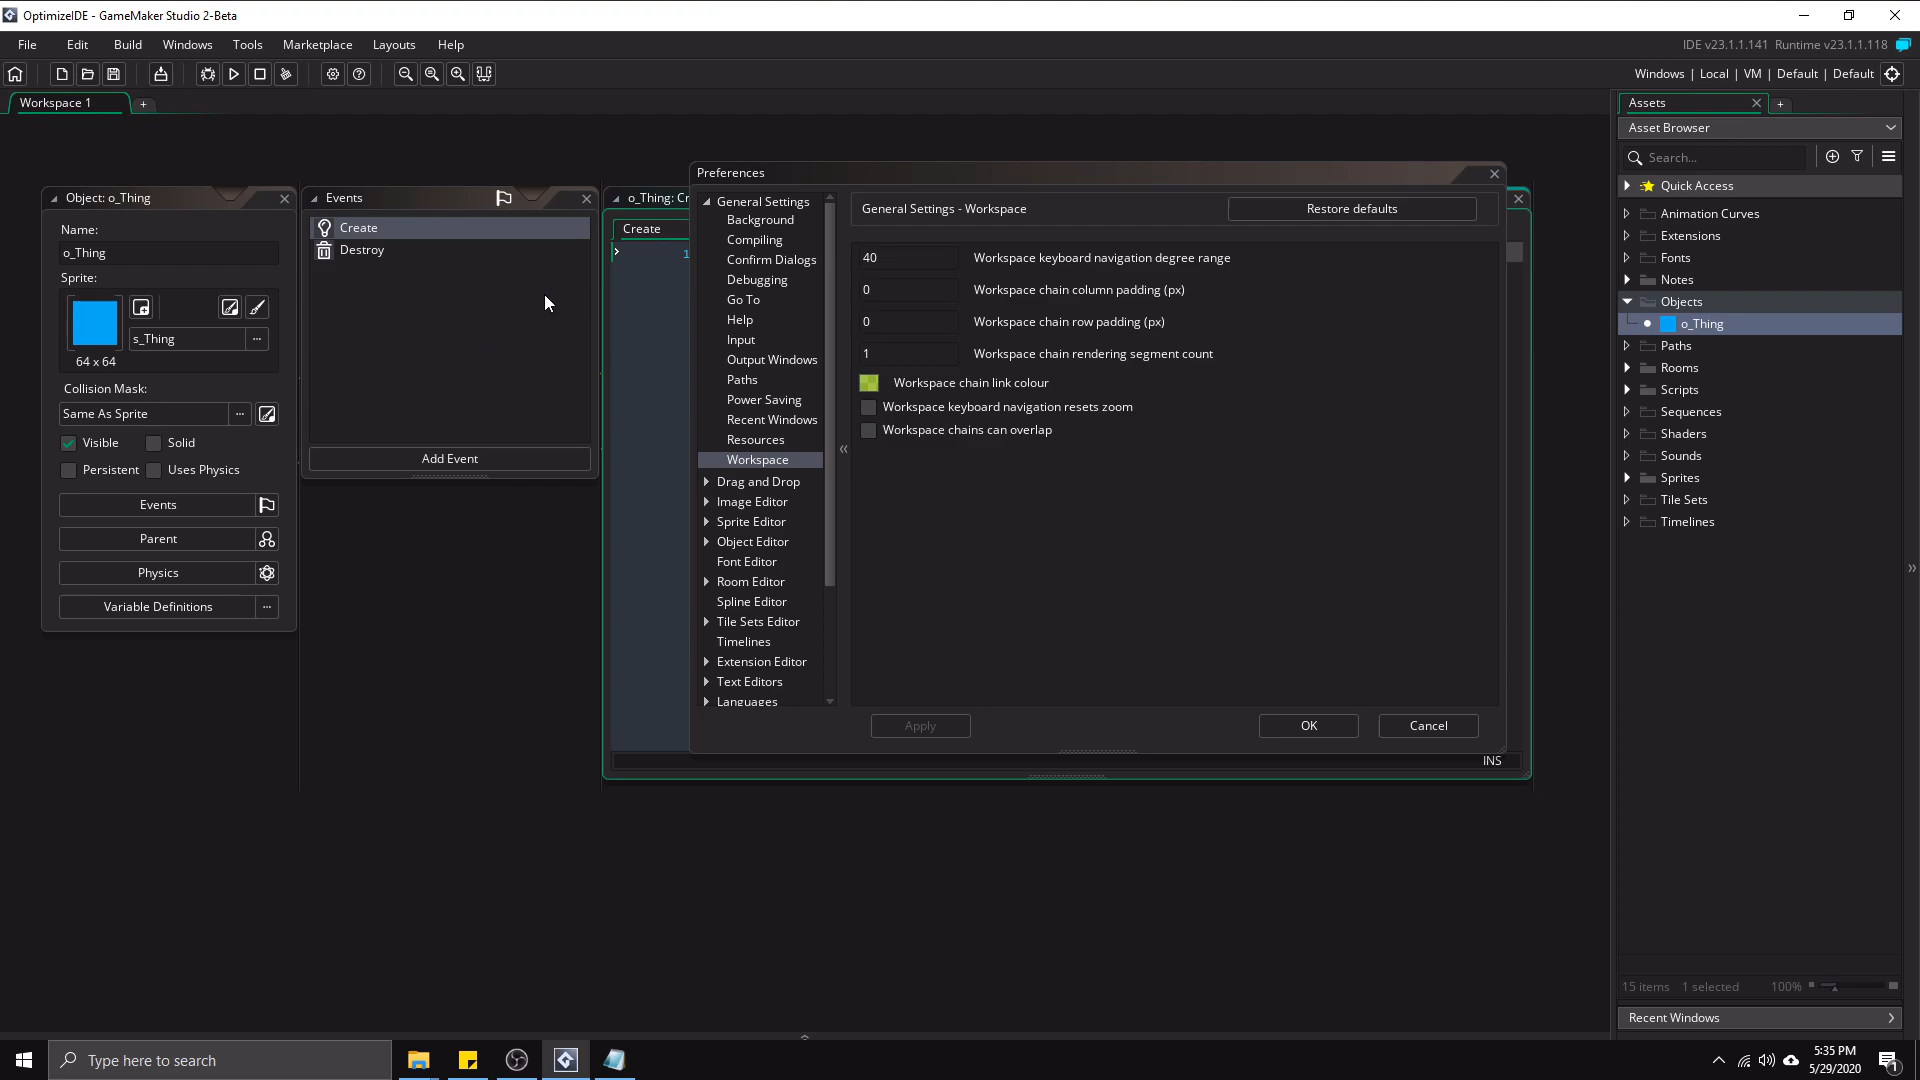 OptimizeIDE - GameMaker Studio 2-Beta
File Edit Build Windows Tools Marketplace Layouts Help
IDE v23.1.1.141 Runtime v23.1.1.118
Windows | Local | VM | Default | Default
Workspace 1
+
Object: o_Thing
Name:
o_Thing
Sprite:
s_Thing
...
64 x 64
Collision Mask:
Same As Sprite
...
Visible
Solid
Persistent
Uses Physics
Events
Parent
Physics
Variable Definitions
...
Events
Create
Destroy
Add Event
o_Thing: Cr
Create
1
INS
Preferences
General Settings
Background
Compiling
Confirm Dialogs
Debugging
Go To
Help
Input
Output Windows
Paths
Power Saving
Recent Windows
Resources
Workspace
Drag and Drop
Image Editor
Sprite Editor
Object Editor
Font Editor
Room Editor
Spline Editor
Tile Sets Editor
Timelines
Extension Editor
Text Editors
Languages
General Settings - Workspace
Restore defaults
40 Workspace keyboard navigation degree range
0 Workspace chain column padding (px)
0 Workspace chain row padding (px)
1 Workspace chain rendering segment count
Workspace chain link colour
Workspace keyboard navigation resets zoom
Workspace chains can overlap
Apply
OK
Cancel
Assets
+
Asset Browser
Search...
Quick Access
Animation Curves
Extensions
Fonts
Notes
Objects
o_Thing
Paths
Rooms
Scripts
Sequences
Shaders
Sounds
Sprites
Tile Sets
Timelines
15 items 1 selected 100%
Recent Windows
Type here to search
5:35 PM
5/29/2020
1